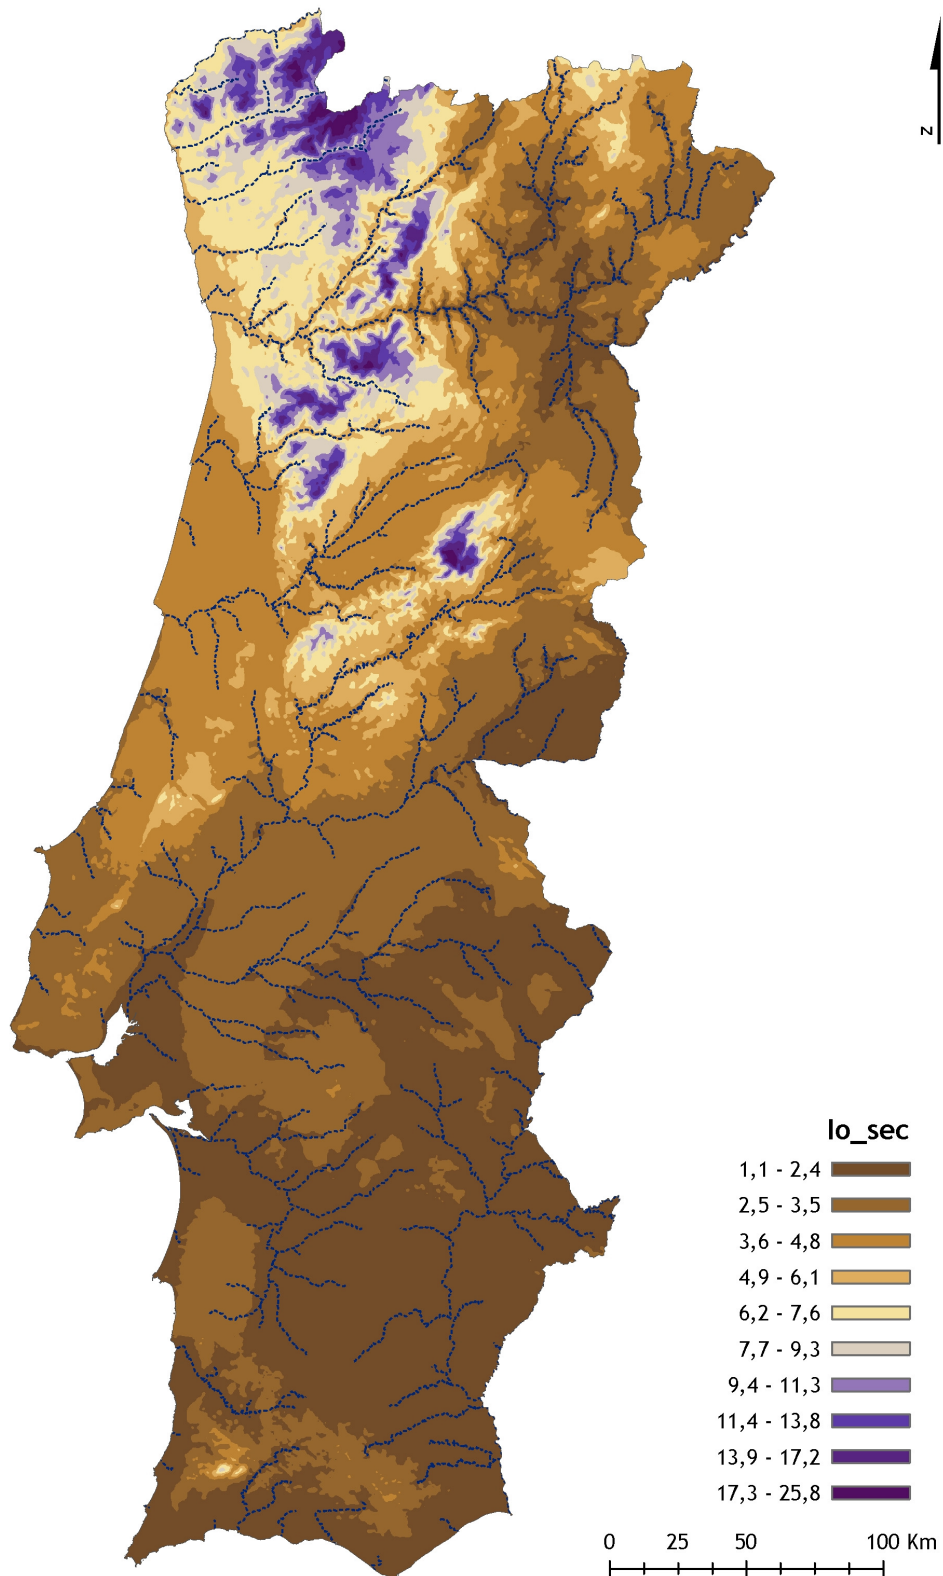 N
Io_sec
1,1 - 2,4
2,5 - 3,5
3,6 - 4,8
4,9 - 6,1
6,2 - 7,6
7,7 - 9,3
9,4 - 11,3
11,4 - 13,8
13,9 - 17,2
17,3 - 25,8
0 25 50 100 Km